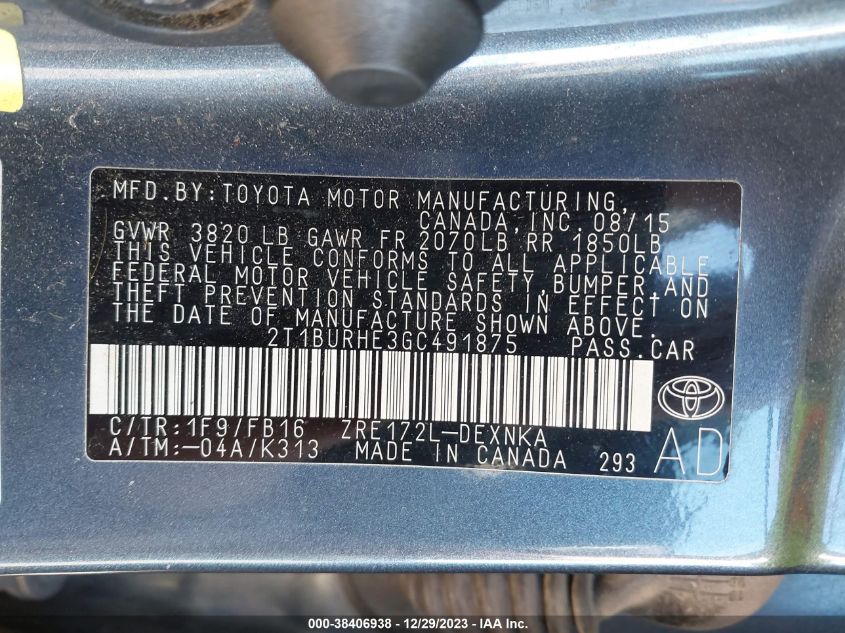 MFD.BY:TOYOTA MOTOR MANUFACTURING,
CANADA,INC. 08/15
GVWR 3820 LB GAWR FR 2070LB RR 1850LB
THIS VEHICLE CONFORMS TO ALL APPLICABLE
FEDERAL MOTOR VEHICLE SAFETY,BUMPER,AND
THEFT PREVENTION STANDARDS IN EFFECT ON
THE DATE OF MANUFACTURE SHOWN ABOVE.
2T1BURHE3GC491875 PASS.CAR
C/TR:1F9/FB16 ZRE172L-DEXNKA
A/TM:-04A/K313 MADE IN CANADA 293 AD
000-38406938 - 12/29/2023 - IAA Inc.